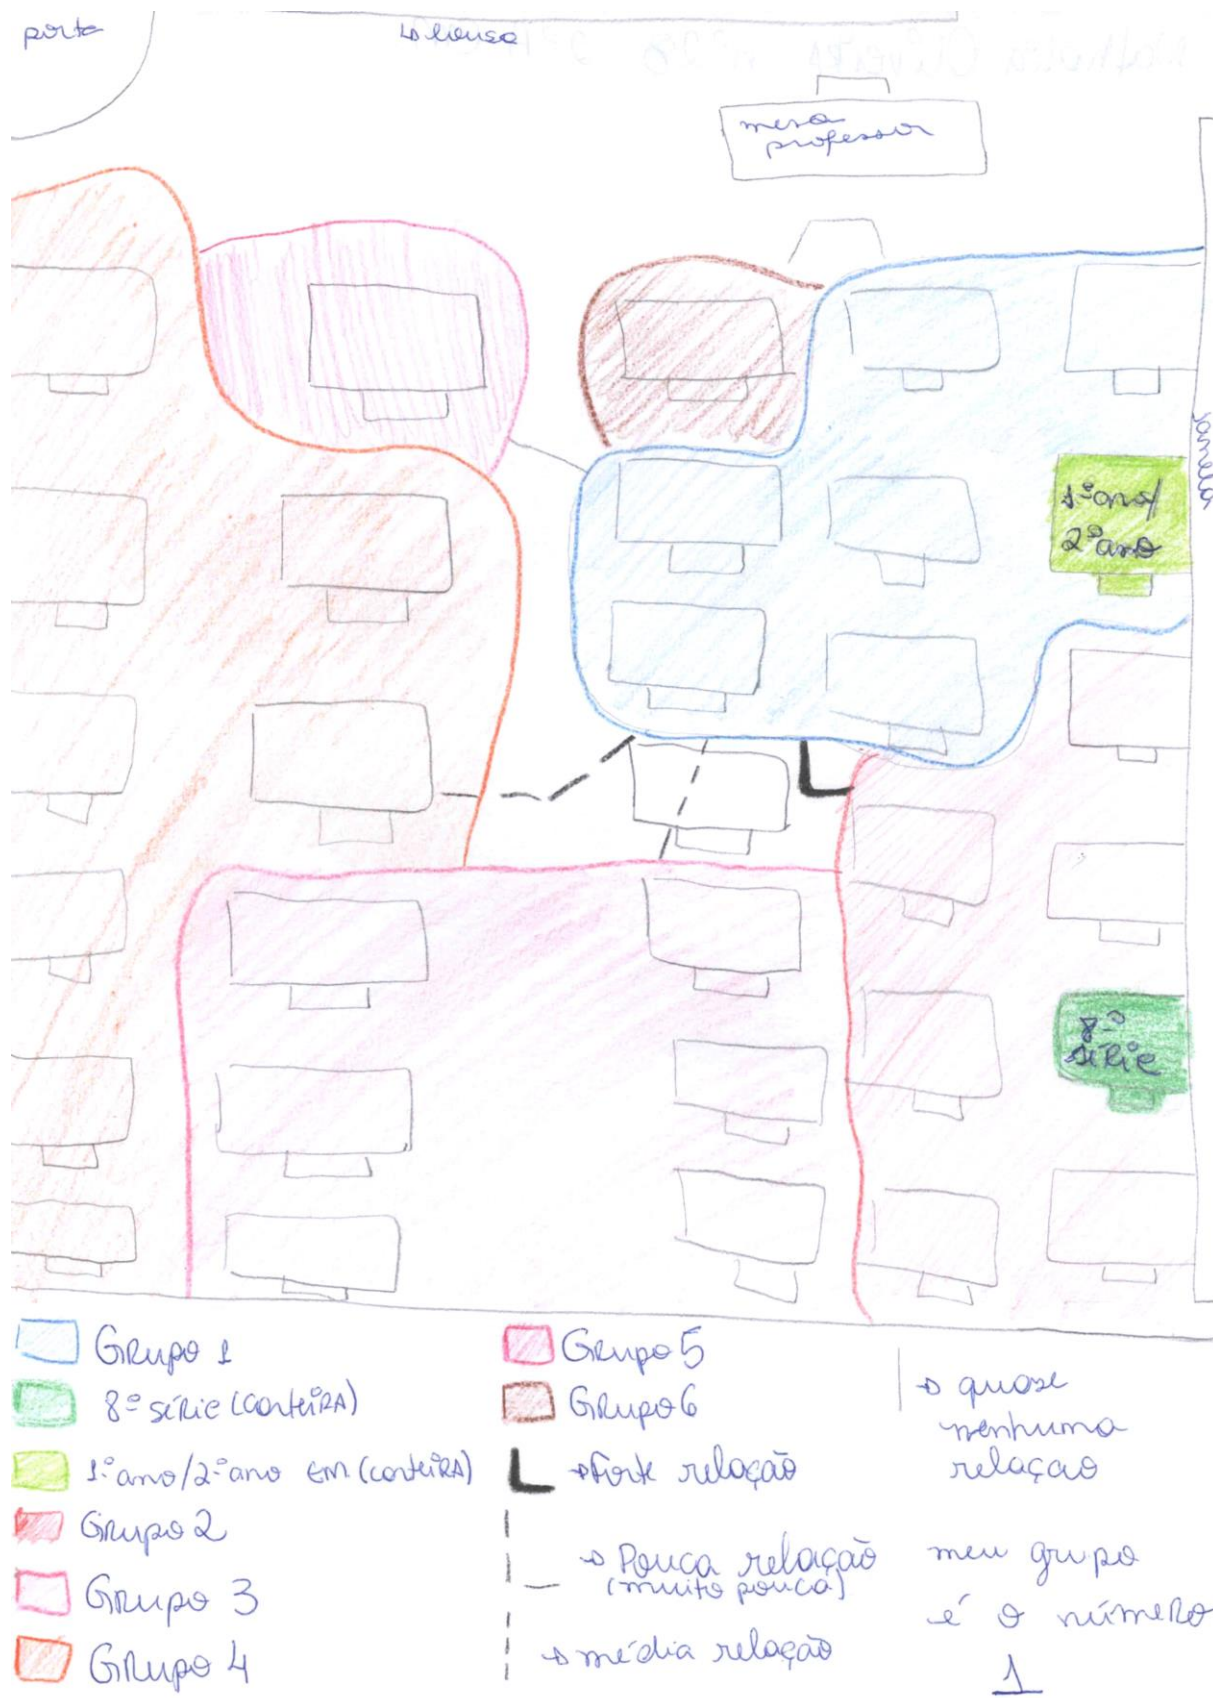 porta
↳ lousa
mesa
professor
janela
1º ano/
2º ano
8ª
série
Grupo 1
8ª série (carteira)
1º ano/2º ano EM (carteira)
Grupo 2
Grupo 3
Grupo 4
Grupo 5
Grupo 6
→ Forte relação
→ Pouca relação
(muito pouca)
→ média relação
→ quase
nenhuma
relação
meu grupo
é o número
1